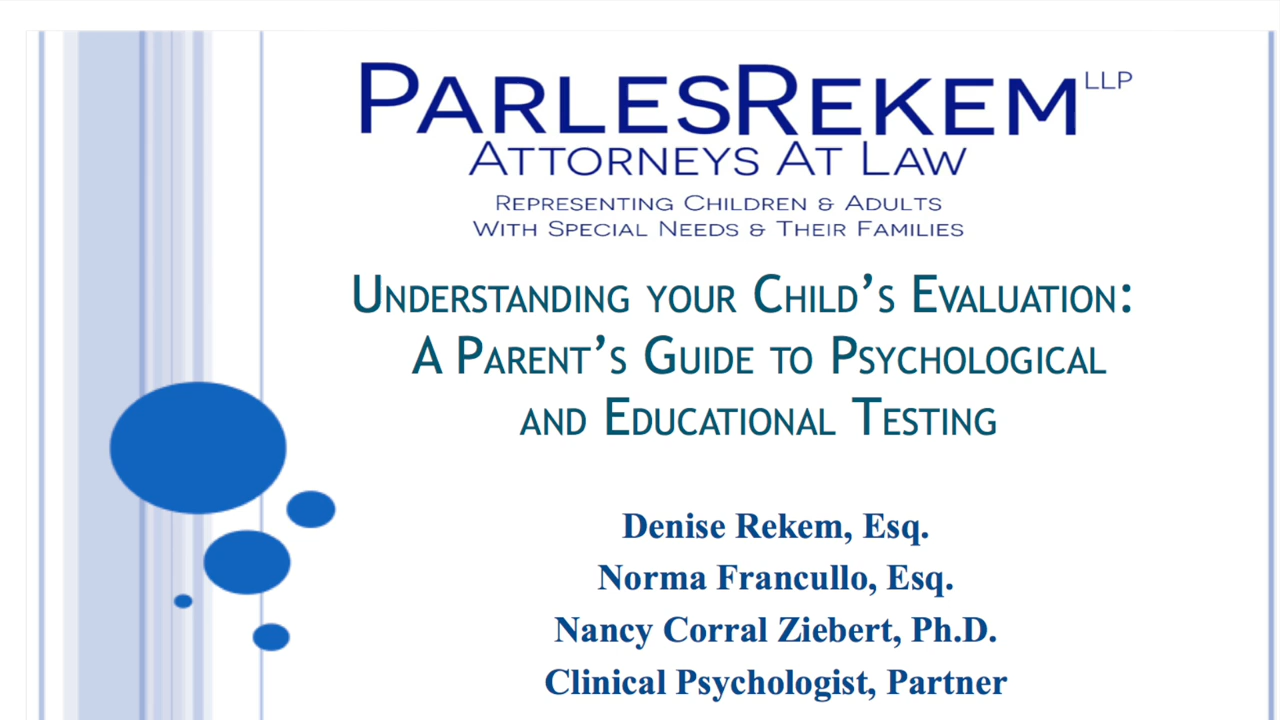 PARLESREKEM LLP
ATTORNEYS AT LAW
REPRESENTING CHILDREN & ADULTS
WITH SPECIAL NEEDS & THEIR FAMILIES
UNDERSTANDING YOUR CHILD'S EVALUATION:
A PARENT'S GUIDE TO PSYCHOLOGICAL
AND EDUCATIONAL TESTING
Denise Rekem, Esq.
Norma Francullo, Esq.
Nancy Corral Ziebert, Ph.D.
Clinical Psychologist, Partner